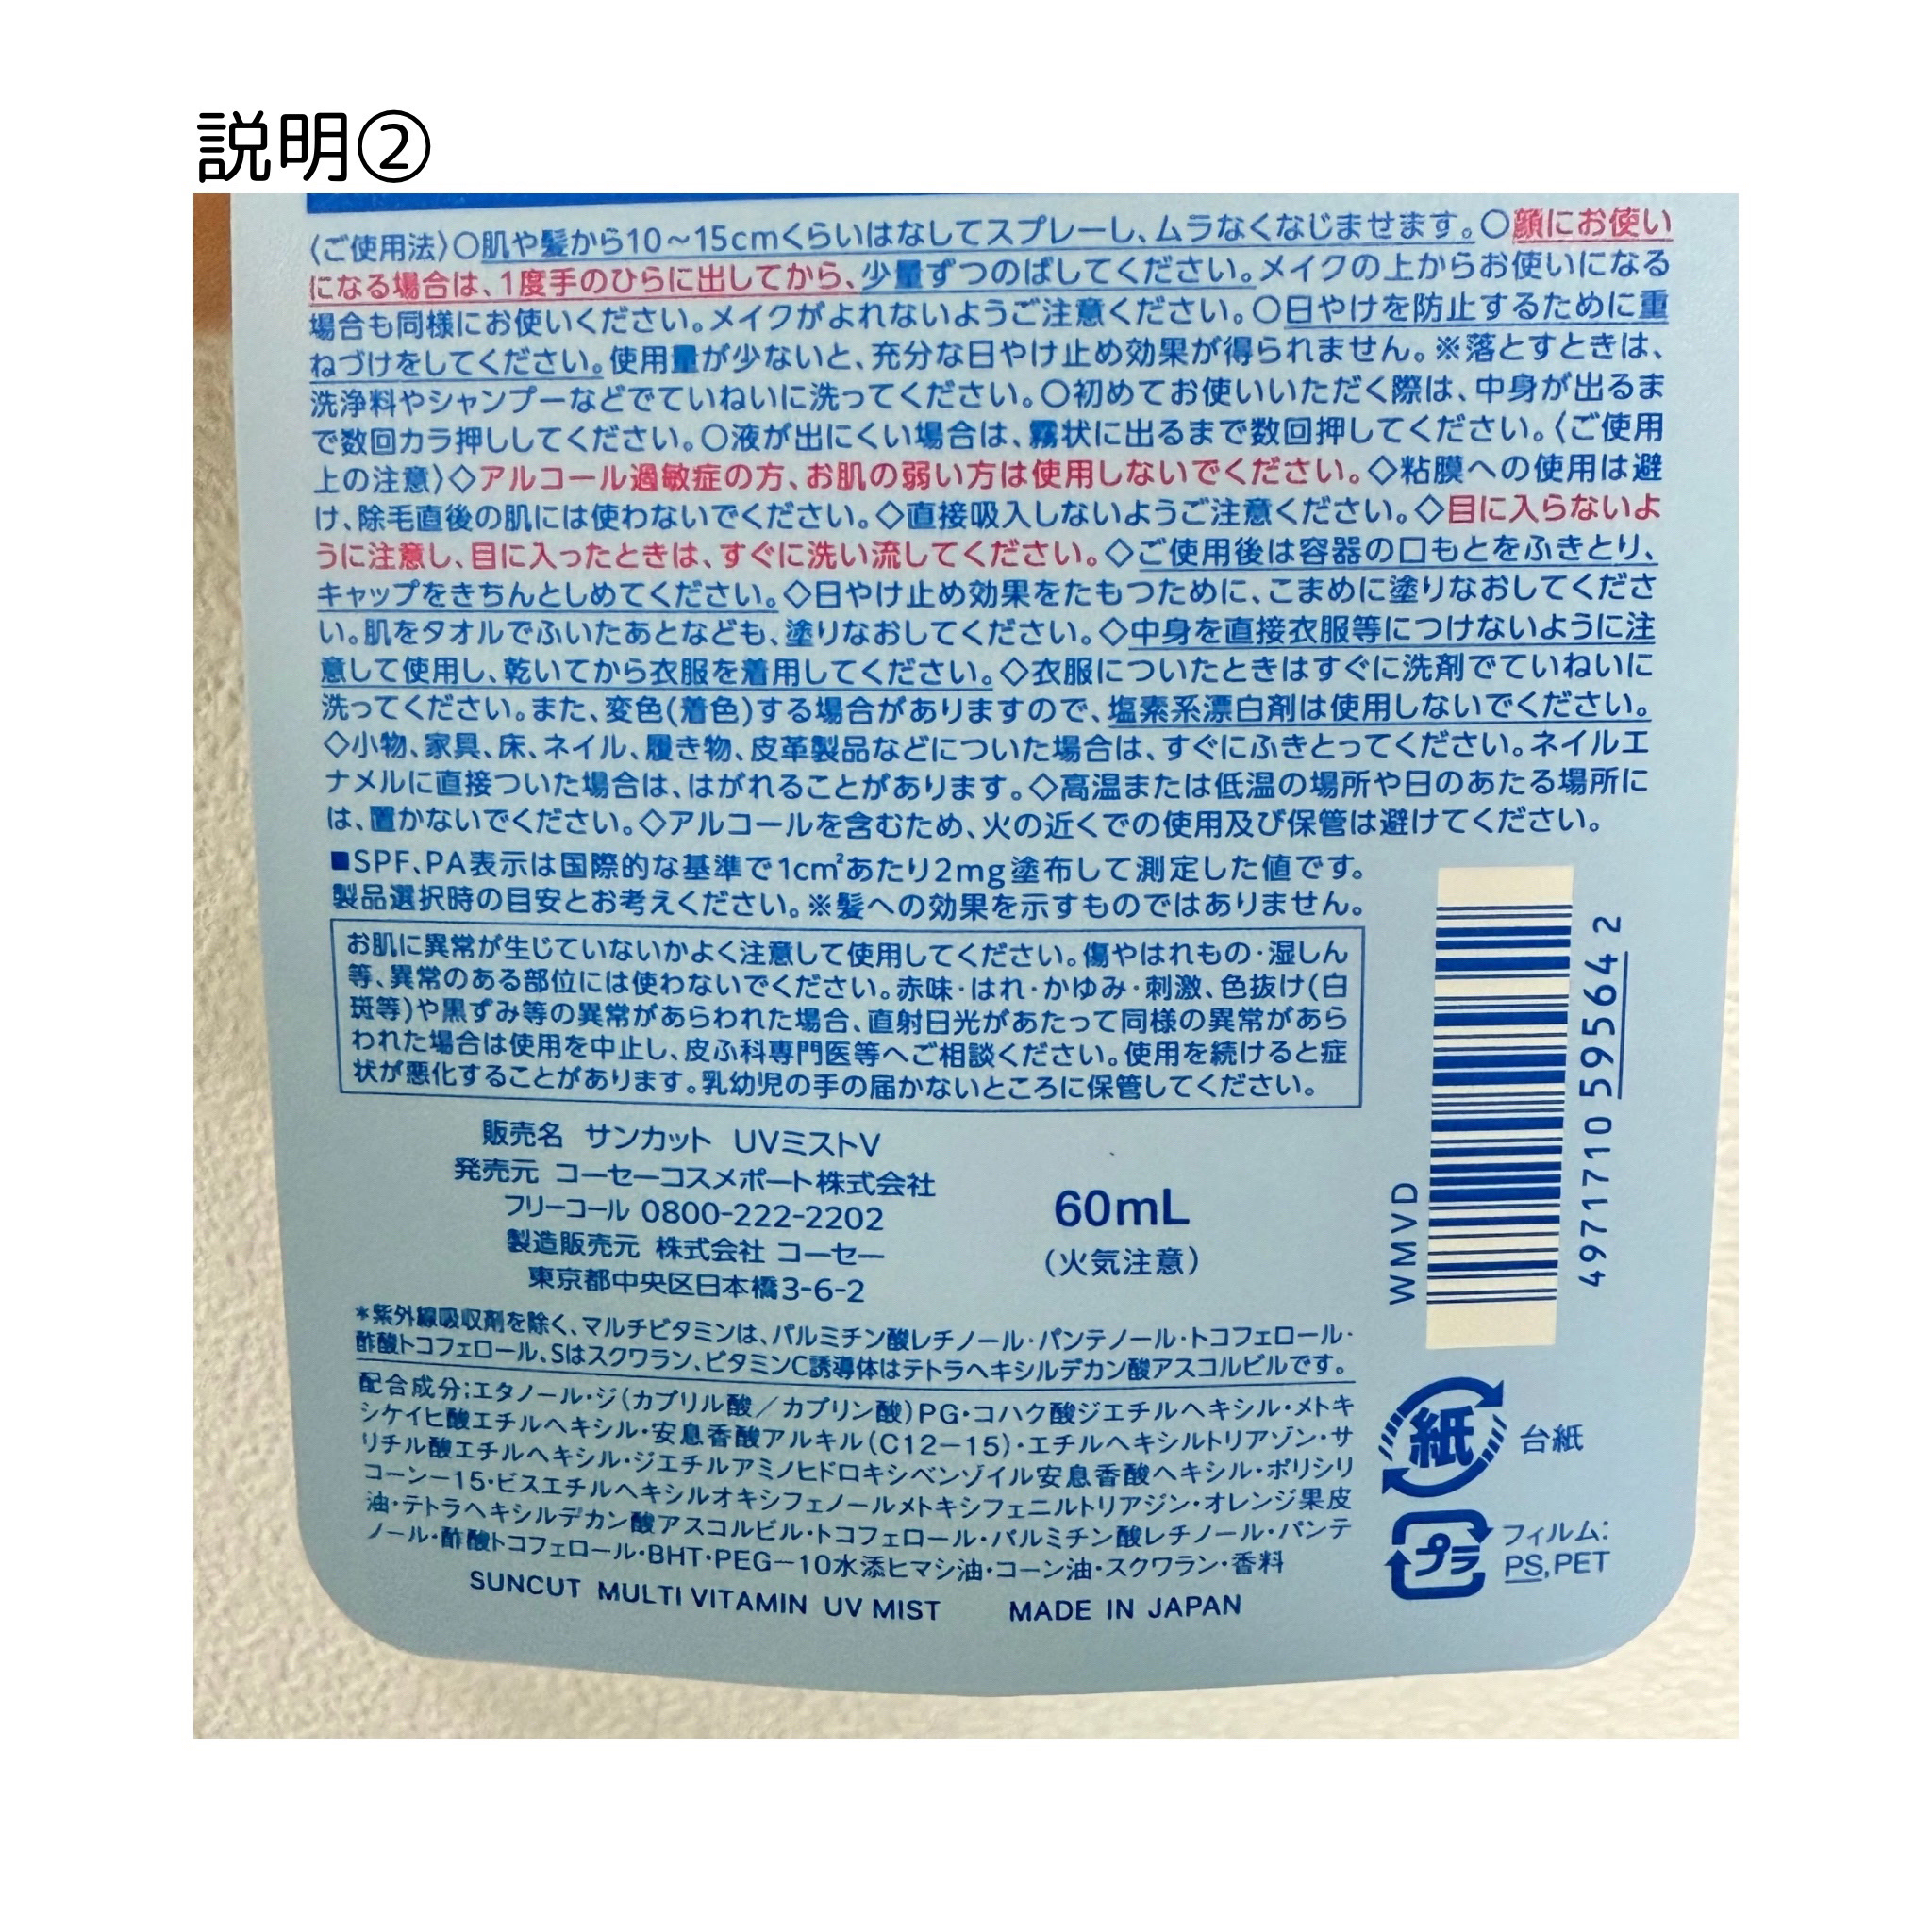 説明②
〈ご使用法〉○肌や髪から10～15cmくらいはなしてスプレーし、ムラなくなじませます。○顔にお使い
になる場合は、1度手のひらに出してから、少量ずつのばしてください。メイクの上からお使いになる
場合も同様にお使いください。メイクがよれないようご注意ください。○日やけを防止するために重
ねづけをしてください。使用量が少ないと、充分な日やけ止め効果が得られません。※落とすときは、
洗浄料やシャンプーなどでていねいに洗ってください。○初めてお使いいただく際は、中身が出るま
で数回カラ押ししてください。○液が出にくい場合は、霧状に出るまで数回押してください。〈ご使用
上の注意〉◇アルコール過敏症の方、お肌の弱い方は使用しないでください。◇粘膜への使用は避
け、除毛直後の肌には使わないでください。◇直接吸入しないようご注意ください。◇目に入らないよ
うに注意し、目に入ったときは、すぐに洗い流してください。◇ご使用後は容器の口もとをふきとり、
キャップをきちんとしめてください。◇日やけ止め効果をたもつために、こまめに塗りなおしてくださ
い。肌をタオルでふいたあとなども、塗りなおしてください。◇中身を直接衣服等につけないように注
意して使用し、乾いてから衣服を着用してください。◇衣服についたときはすぐに洗剤でていねいに
洗ってください。また、変色(着色)する場合がありますので、塩素系漂白剤は使用しないでください。
◇小物、家具、床、ネイル、履き物、皮革製品などについた場合は、すぐにふきとってください。ネイルエ
ナメルに直接ついた場合は、はがれることがあります。◇高温または低温の場所や日のあたる場所に
は、置かないでください。◇アルコールを含むため、火の近くでの使用及び保管は避けてください。
■SPF、PA表示は国際的な基準で1cm²あたり2mg塗布して測定した値です。
製品選択時の目安とお考えください。※髪への効果を示すものではありません。
お肌に異常が生じていないかよく注意して使用してください。傷やはれもの・湿しん
等、異常のある部位には使わないでください。赤味・はれ・かゆみ・刺激、色抜け(白
斑等)や黒ずみ等の異常があらわれた場合、直射日光があたって同様の異常があら
われた場合は使用を中止し、皮ふ科専門医等へご相談ください。使用を続けると症
状が悪化することがあります。乳幼児の手の届かないところに保管してください。
販売名 サンカット UVミストV
発売元 コーセーコスメポート株式会社
フリーコール 0800-222-2202
製造販売元 株式会社 コーセー
東京都中央区日本橋3-6-2
60mL
(火気注意)
WMVD
4971710 59564 2
*紫外線吸収剤を除く、マルチビタミンは、パルミチン酸レチノール・パンテノール・トコフェロール・
酢酸トコフェロール、Sはスクワラン、ビタミンC誘導体はテトラヘキシルデカン酸アスコルビルです。
配合成分;エタノール・ジ(カプリル酸／カプリン酸)PG・コハク酸ジエチルヘキシル・メトキ
シケイヒ酸エチルヘキシル・安息香酸アルキル(C12－15)・エチルヘキシルトリアゾン・サ
リチル酸エチルヘキシル・ジエチルアミノヒドロキシベンゾイル安息香酸ヘキシル・ポリシリ
コーン－15・ビスエチルヘキシルオキシフェノールメトキシフェニルトリアジン・オレンジ果皮
油・テトラヘキシルデカン酸アスコルビル・トコフェロール・パルミチン酸レチノール・パンテ
ノール・酢酸トコフェロール・BHT・PEG－10水添ヒマシ油・コーン油・スクワラン・香料
SUNCUT MULTI VITAMIN UV MIST MADE IN JAPAN
紙 台紙
プラ フィルム:
PS,PET